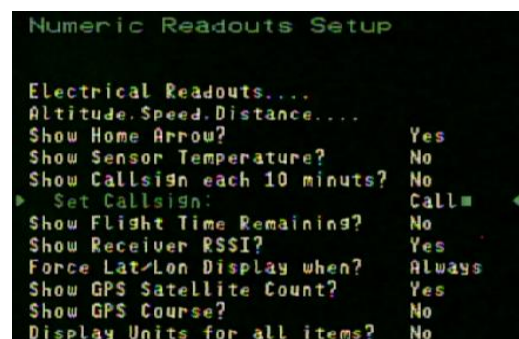 Numeric Readouts Setup
Electrical Readouts....
Altitude.Speed.Distance....
Show Home Arrow? Yes
Show Sensor Temperature? No
Show Callsign each 10 minuts? No
Set Callsign: Call
Show Flight Time Remaining? No
Show Receiver RSSI? Yes
Force Lat/Lon Display when? Always
Show GPS Satellite Count? Yes
Show GPS Course? No
Display Units for all items? No